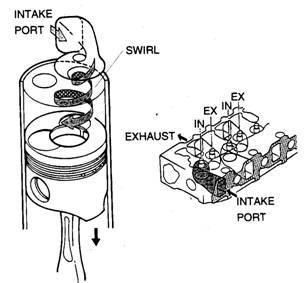 INTAKE
PORT
SWIRL
EX
IN
EX
IN
EXHAUST
INTAKE
PORT